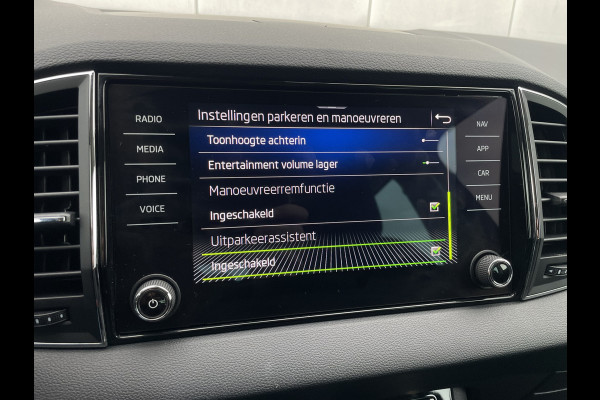 Instellingen parkeren en manoeuvreren
Toonhoogte achterin
Entertainment volume lager
Manoeuvreerremfunctie
Ingeschakeld
Uitparkeerassistent
Ingeschakeld
RADIO
MEDIA
PHONE
VOICE
NAV
APP
CAR
MENU